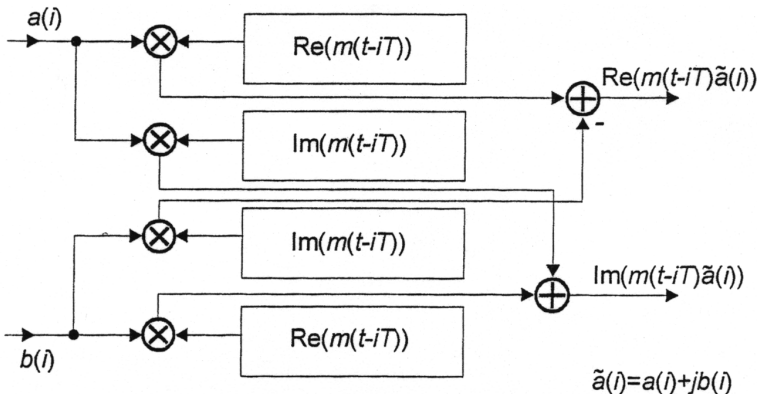 a(i)
Re(m(t-iT))
Re(m(t-iT)ã(i))
Im(m(t-iT))
-
Im(m(t-iT))
Im(m(t-iT)ã(i))
Re(m(t-iT))
b(i)
ã(i)=a(i)+jb(i)